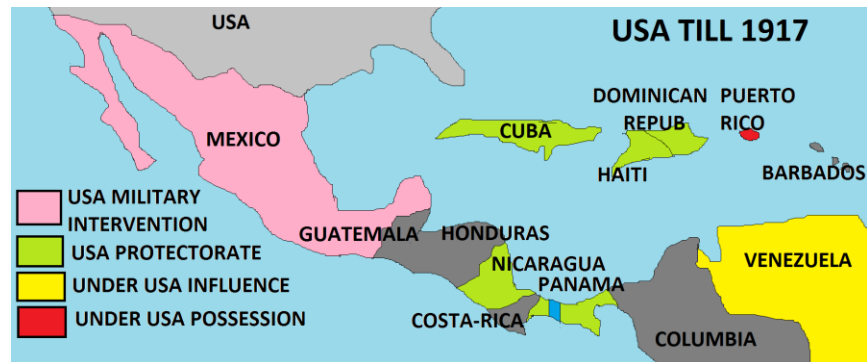 USA
USA TILL 1917
DOMINICAN
REPUB
PUERTO
RICO
CUBA
MEXICO
HAITI
BARBADOS
USA MILITARY
INTERVENTION
GUATEMALA
HONDURAS
USA PROTECTORATE
NICARAGUA
VENEZUELA
PANAMA
UNDER USA INFLUENCE
COSTA-RICA
UNDER USA POSSESSION
COLUMBIA